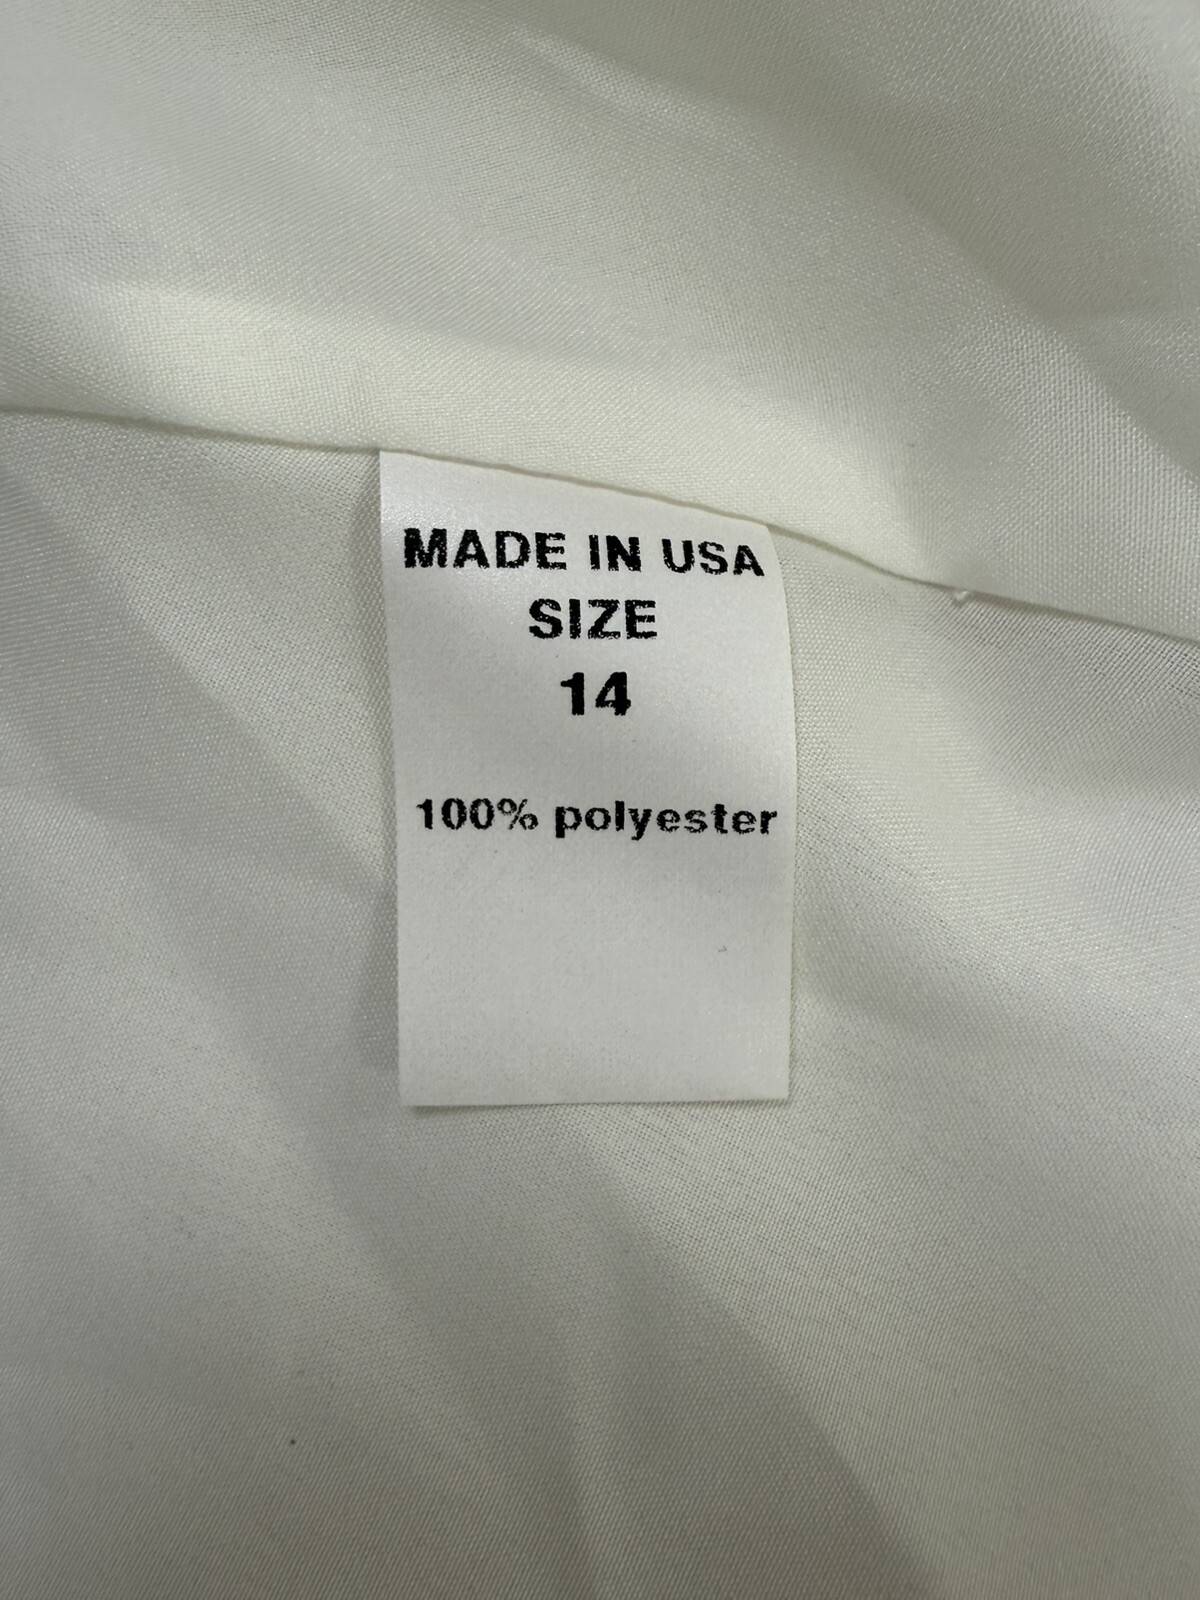 MADE IN USA
SIZE
14
100% polyester